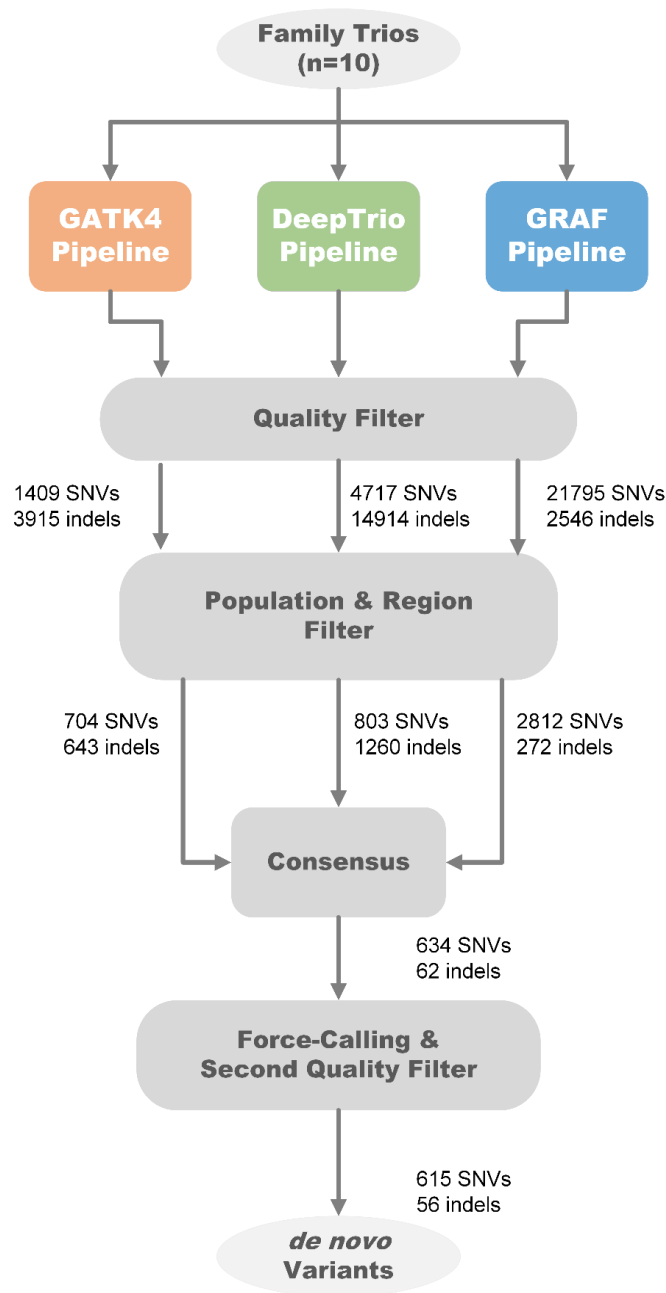 Family Trios
(n=10)
GATK4
Pipeline
DeepTrio
Pipeline
GRAF
Pipeline
Quality Filter
1409 SNVs
3915 indels
4717 SNVs
14914 indels
21795 SNVs
2546 indels
Population & Region
Filter
704 SNVs
643 indels
803 SNVs
1260 indels
2812 SNVs
272 indels
Consensus
634 SNVs
62 indels
Force-Calling &
Second Quality Filter
615 SNVs
56 indels
de novo
Variants